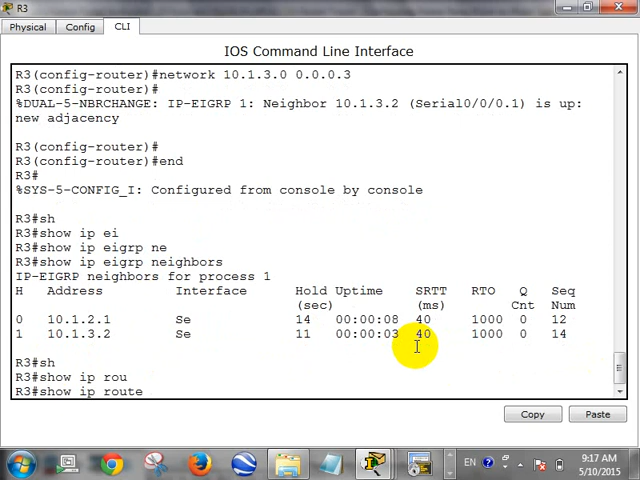 R3
Physical Config CLI
IOS Command Line Interface
R3(config-router)#network 10.1.3.0 0.0.0.3
R3(config-router)#
%DUAL-5-NBRCHANGE: IP-EIGRP 1: Neighbor 10.1.3.2 (Serial0/0/0.1) is up:
new adjacency
R3(config-router)#
R3(config-router)#end
R3#
%SYS-5-CONFIG_I: Configured from console by console
R3#sh
R3#show ip ei
R3#show ip eigrp ne
R3#show ip eigrp neighbors
IP-EIGRP neighbors for process 1
H Address Interface Hold Uptime SRTT RTO Q Seq
(sec) (ms) Cnt Num
0 10.1.2.1 Se 14 00:00:08 40 1000 0 12
1 10.1.3.2 Se 11 00:00:03 40 1000 0 14
R3#sh
R3#show ip rou
R3#show ip route
Copy Paste
EN 9:17 AM
5/10/2015